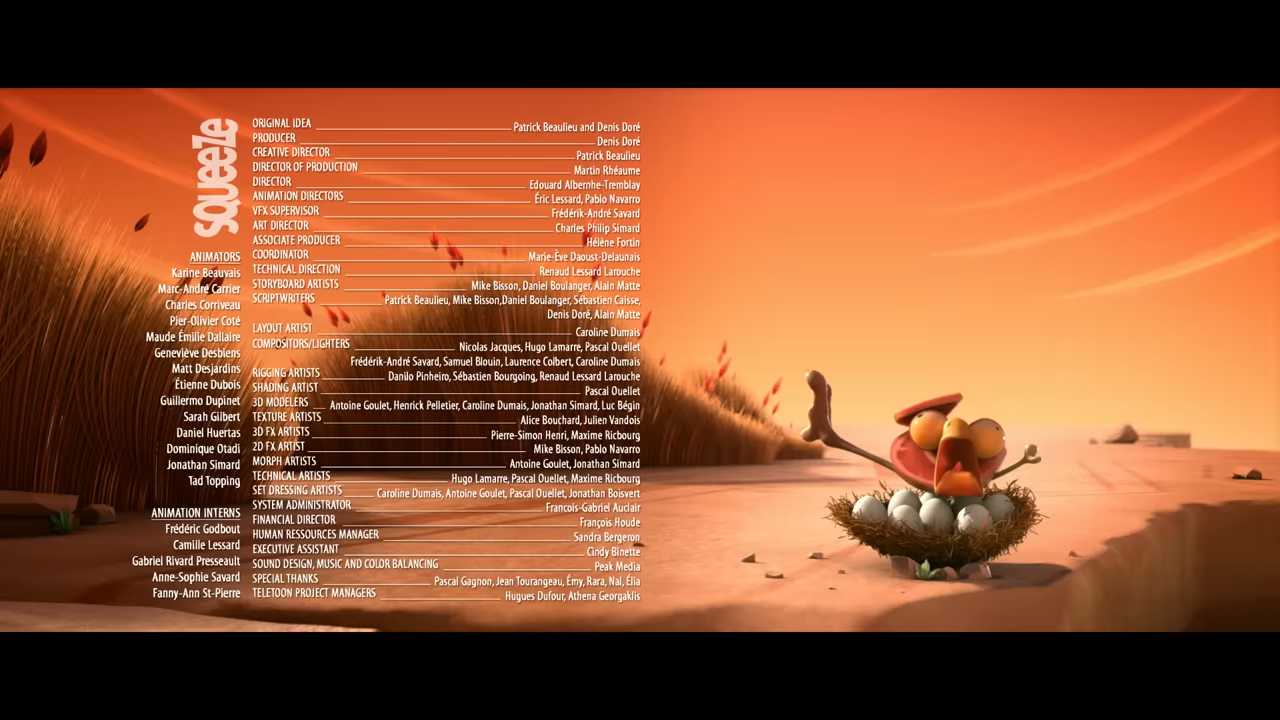 squeeze
ANIMATORS
Karine Beauvais
Marc-André Carrier
Charles Corriveau
Pier-Olivier Coté
Maude Émilie Dallaire
Geneviève Desbiens
Matt Desjardins
Étienne Dubois
Guillermo Dupinet
Sarah Gilbert
Daniel Huertas
Dominique Otadi
Jonathan Simard
Tad Topping
ANIMATION INTERNS
Frédéric Godbout
Camille Lessard
Gabriel Rivard Presseault
Anne-Sophie Savard
Fanny-Ann St-Pierre
ORIGINAL IDEA Patrick Beaulieu and Denis Doré
PRODUCER Denis Doré
CREATIVE DIRECTOR Patrick Beaulieu
DIRECTOR OF PRODUCTION Martin Rhéaume
DIRECTOR Edouard Albernhe-Tremblay
ANIMATION DIRECTORS Éric Lessard, Pablo Navarro
VFX SUPERVISOR Frédérik-André Savard
ART DIRECTOR Charles Philip Simard
ASSOCIATE PRODUCER Hélène Fortin
COORDINATOR Marie-Ève Daoust-Delaunais
TECHNICAL DIRECTION Renaud Lessard Larouche
STORYBOARD ARTISTS Mike Bisson, Daniel Boulanger, Alain Matte
SCRIPTWRITERS Patrick Beaulieu, Mike Bisson,Daniel Boulanger, Sébastien Caisse,
Denis Doré, Alain Matte
LAYOUT ARTIST Caroline Dumais
COMPOSITORS/LIGHTERS Nicolas Jacques, Hugo Lamarre, Pascal Ouellet
Frédérik-André Savard, Samuel Blouin, Laurence Colbert, Caroline Dumais
RIGGING ARTISTS Danilo Pinheiro, Sébastien Bourgoing, Renaud Lessard Larouche
SHADING ARTIST Pascal Ouellet
3D MODELERS Antoine Goulet, Henrick Pelletier, Caroline Dumais, Jonathan Simard, Luc Bégin
TEXTURE ARTISTS Alice Bouchard, Julien Vandois
3D FX ARTISTS Pierre-Simon Henri, Maxime Ricbourg
2D FX ARTIST Mike Bisson, Pablo Navarro
MORPH ARTISTS Antoine Goulet, Jonathan Simard
TECHNICAL ARTISTS Hugo Lamarre, Pascal Ouellet, Maxime Ricbourg
SET DRESSING ARTISTS Caroline Dumais, Antoine Goulet, Pascal Ouellet, Jonathan Boisvert
SYSTEM ADMINISTRATOR Francois-Gabriel Auclair
FINANCIAL DIRECTOR François Houde
HUMAN RESSOURCES MANAGER Sandra Bergeron
EXECUTIVE ASSISTANT Cindy Binette
SOUND DESIGN, MUSIC AND COLOR BALANCING Peak Media
SPECIAL THANKS Pascal Gagnon, Jean Tourangeau, Émy, Rara, Nal, Élia
TELETOON PROJECT MANAGERS Hugues Dufour, Athena Georgaklis